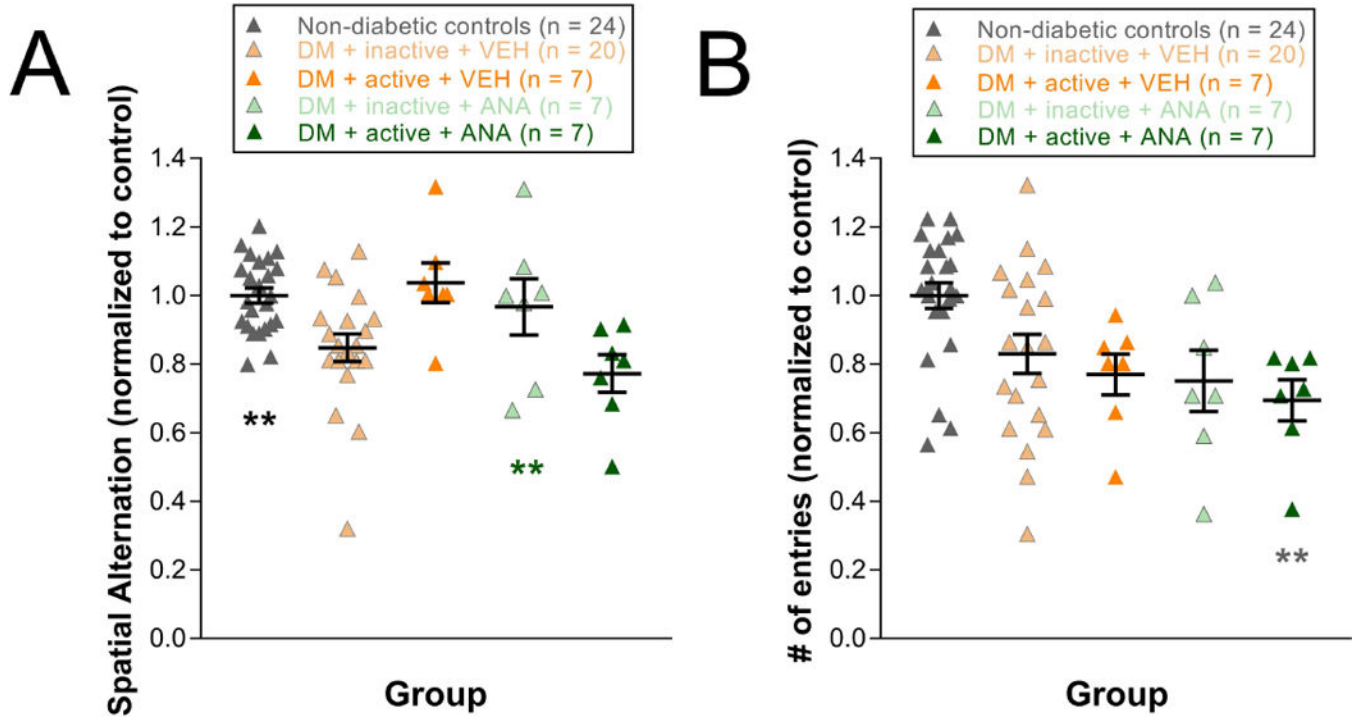 A
Non-diabetic controls (n = 24)
DM + inactive + VEH (n = 20)
DM + active + VEH (n = 7)
DM + inactive + ANA (n = 7)
DM + active + ANA (n = 7)
Spatial Alternation (normalized to control)
1.4
1.2
1.0
0.8
0.6
0.4
0.2
0.0
**
**
Group
B
Non-diabetic controls (n = 24)
DM + inactive + VEH (n = 20)
DM + active + VEH (n = 7)
DM + inactive + ANA (n = 7)
DM + active + ANA (n = 7)
# of entries (normalized to control)
1.4
1.2
1.0
0.8
0.6
0.4
0.2
0.0
**
Group